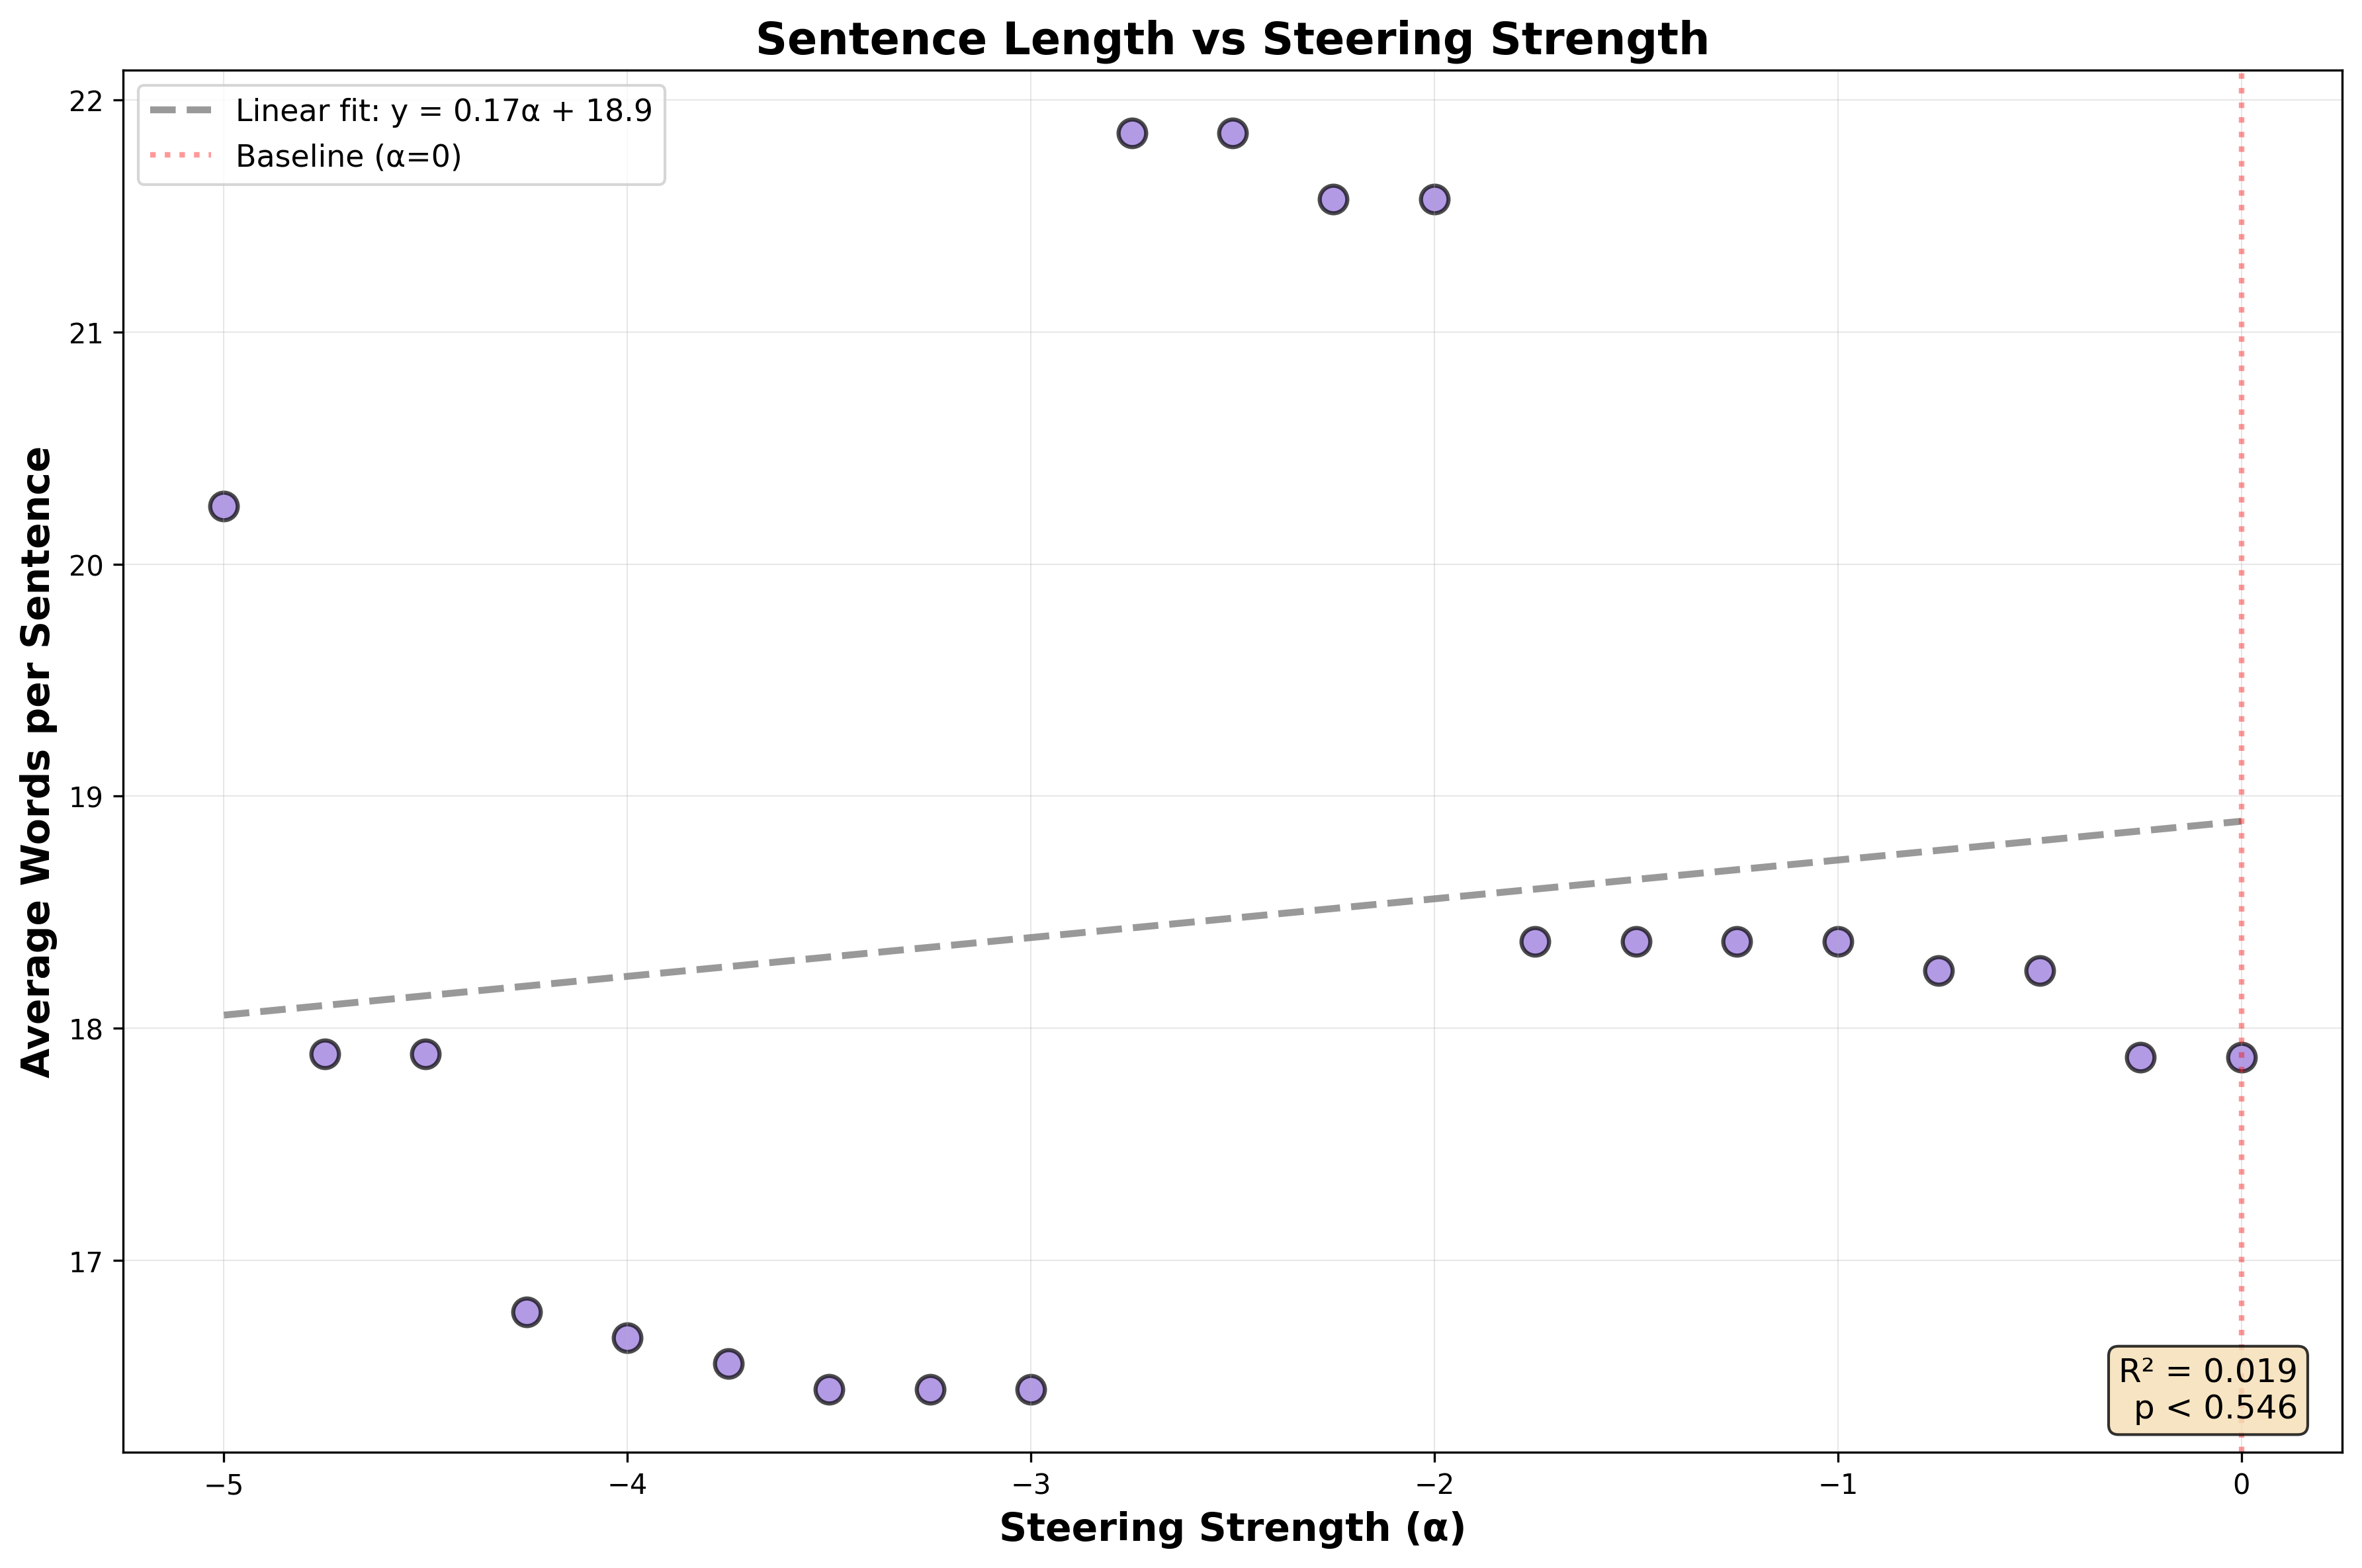 Sentence Length vs Steering Strength
Linear fit: y = 0.17α + 18.9
Baseline (α=0)
Average Words per Sentence
22
21
20
19
18
17
R² = 0.019
p < 0.546
−5
−4
−3
−2
−1
0
Steering Strength (α)